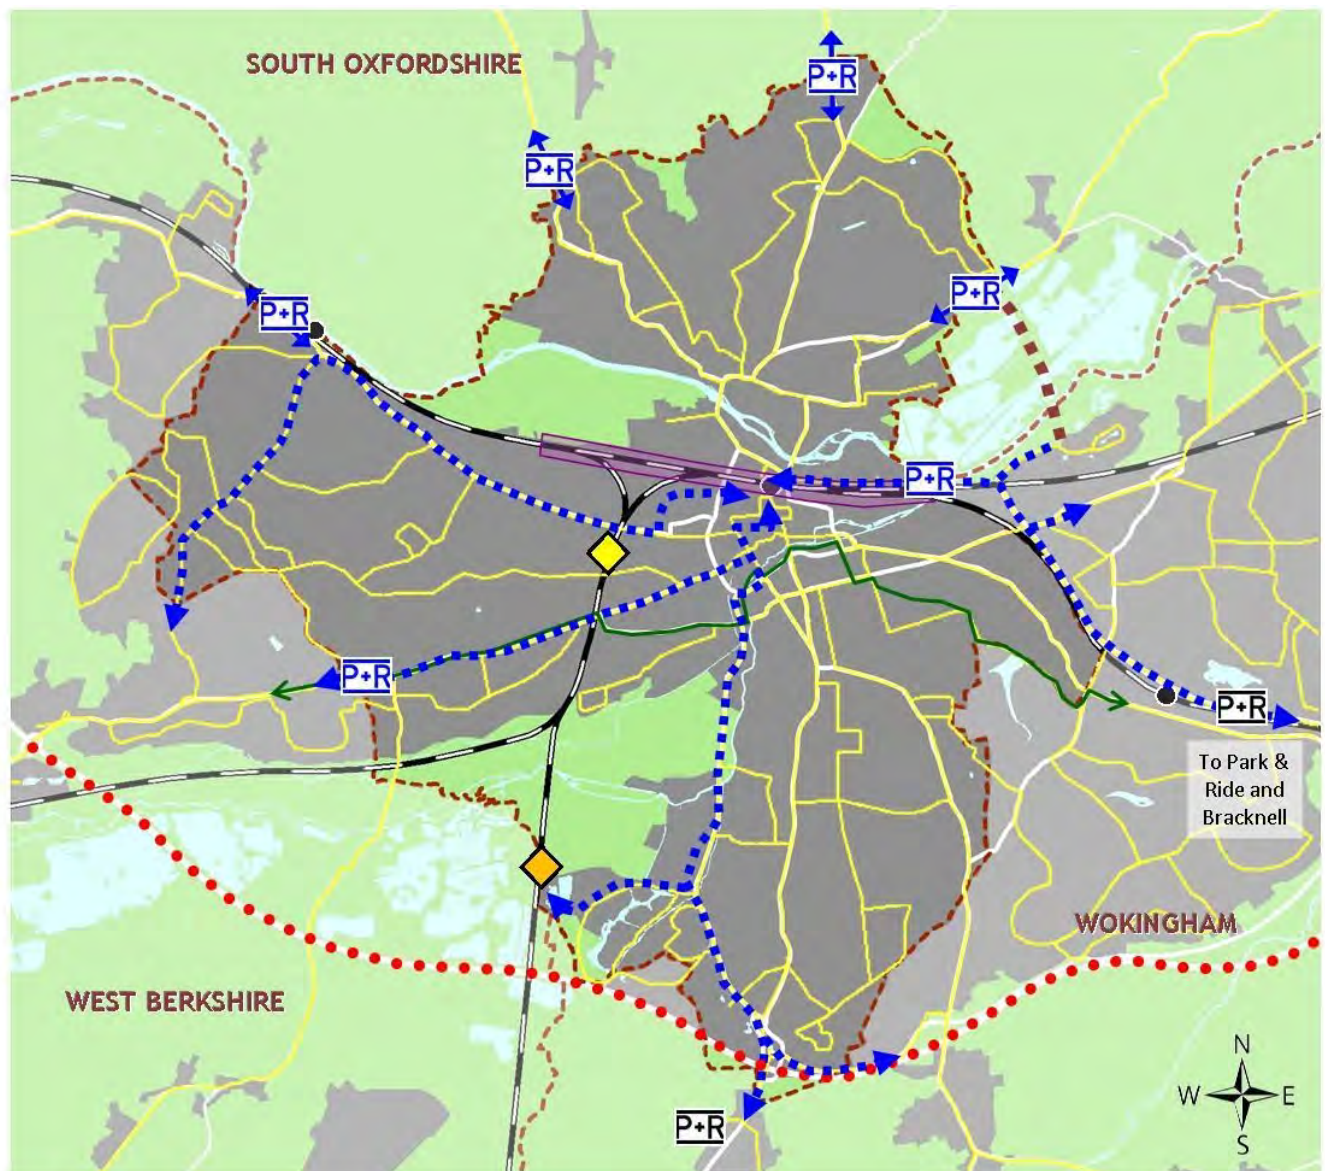 SOUTH OXFORDSHIRE
P+R
P+R
P+R
P+R
P+R
P+R
P+R
To Park &
Ride and
Bracknell
WOKINGHAM
WEST BERKSHIRE
N
W E
S
P+R